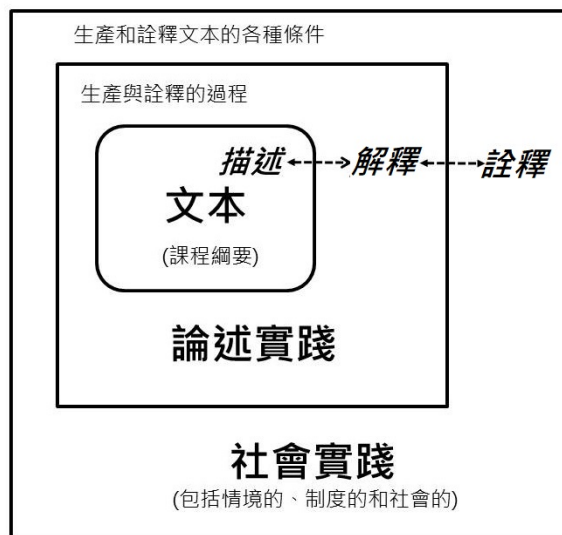 生產和詮釋文本的各種條件
生產與詮釋的過程
描述 解釋 詮釋
文本
(課程綱要)
論述實踐
社會實踐
(包括情境的、制度的和社會的)